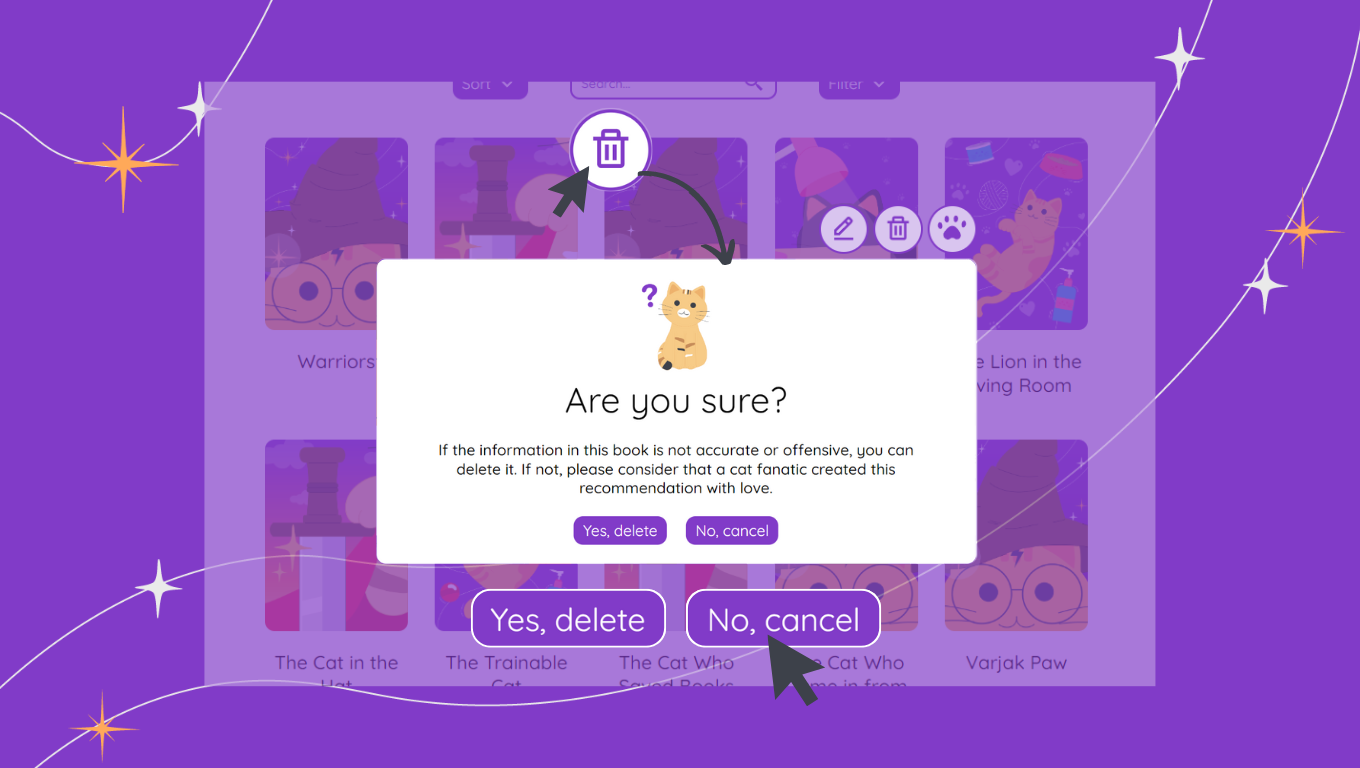 Sort
Search...
Filter
?
Warriors
e Lion in the
ving Room
Are you sure?
If the information in this book is not accurate or offensive, you can
delete it. If not, please consider that a cat fanatic created this
recommendation with love.
Yes, delete
No, cancel
Yes, delete
No, cancel
The Cat in the
Hat
The Trainable
Cat
The Cat Who
Saved Books
e Cat Who
me in from
Varjak Paw